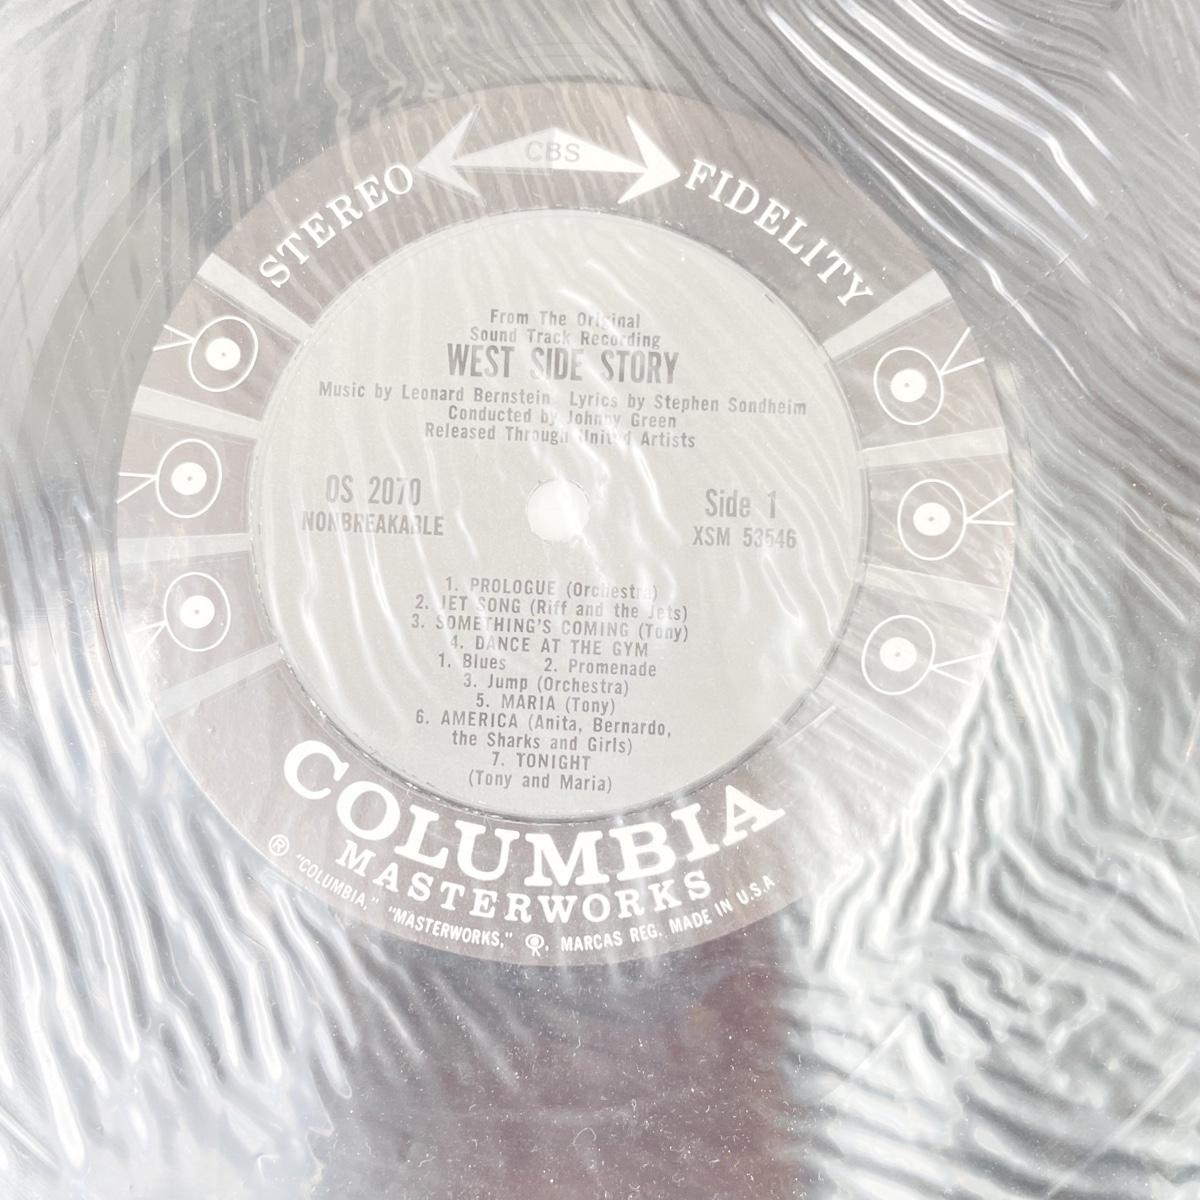 STEREO CBS FIDELITY
From The Original
Sound Track Recording
WEST SIDE STORY
Music by Leonard Bernstein Lyrics by Stephen Sondheim
Conducted by Johnny Green
Released Through United Artists
OS 2070
NONBREAKABLE
Side 1
XSM 53546
1. PROLOGUE (Orchestra)
2. JET SONG (Riff and the Jets)
3. SOMETHING'S COMING (Tony)
4. DANCE AT THE GYM
1. Blues 2. Promenade
3. Jump (Orchestra)
5. MARIA (Tony)
6. AMERICA (Anita, Bernardo,
the Sharks and Girls)
7. TONIGHT
(Tony and Maria)
COLUMBIA
MASTERWORKS
® "COLUMBIA," "MASTERWORKS," , MARCAS REG. MADE IN U.S.A